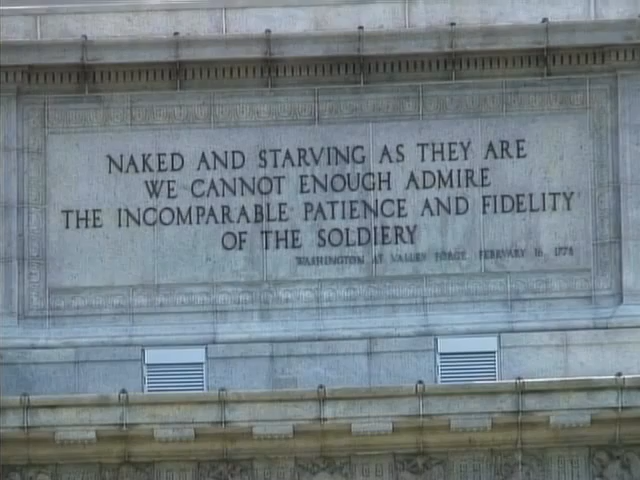 NAKED AND STARVING AS THEY ARE
WE CANNOT ENOUGH ADMIRE
THE INCOMPARABLE PATIENCE AND FIDELITY
OF THE SOLDIERY
WASHINGTON AT VALLEY FORGE, FEBRUARY 16, 1778